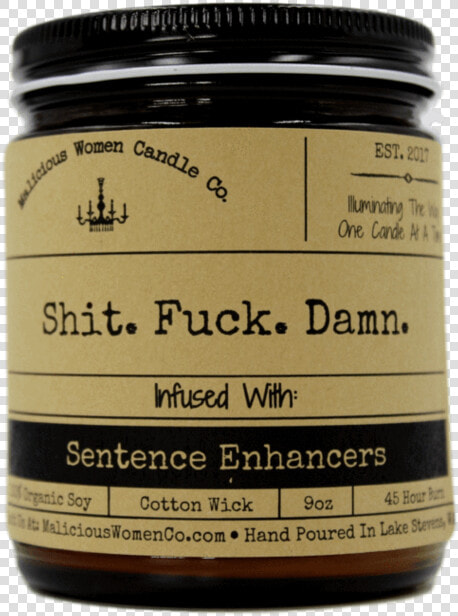 Malicious Women Candle Co.
EST. 2017
Illuminating The
One Candle At A
Shit. Fuck. Damn.
Infused With:
Sentence Enhancers
Organic Soy
Cotton Wick
9oz
45 Hour Burn
At: MaliciousWomenCo.com • Hand Poured In Lake Stevens,